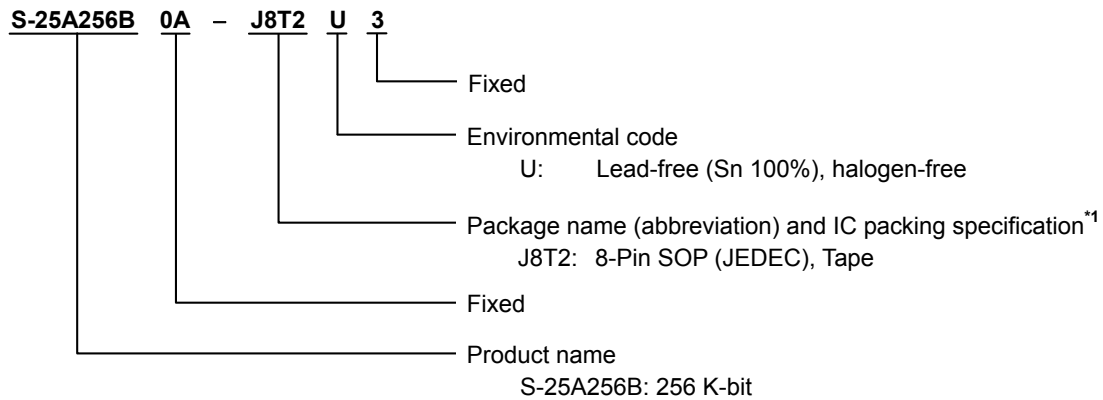 S-25A256B 0A – J8T2 U 3
Fixed
Environmental code
U: Lead-free (Sn 100%), halogen-free
Package name (abbreviation) and IC packing specification*1
J8T2: 8-Pin SOP (JEDEC), Tape
Fixed
Product name
S-25A256B: 256 K-bit